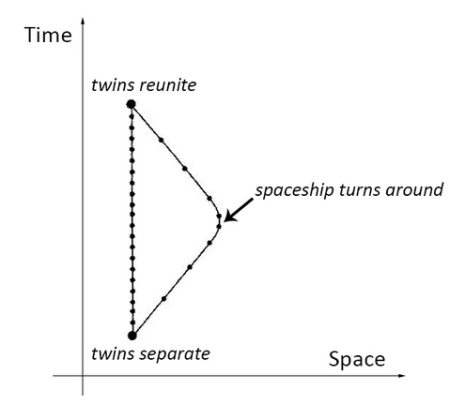 Time
twins reunite
spaceship turns around
twins separate
Space